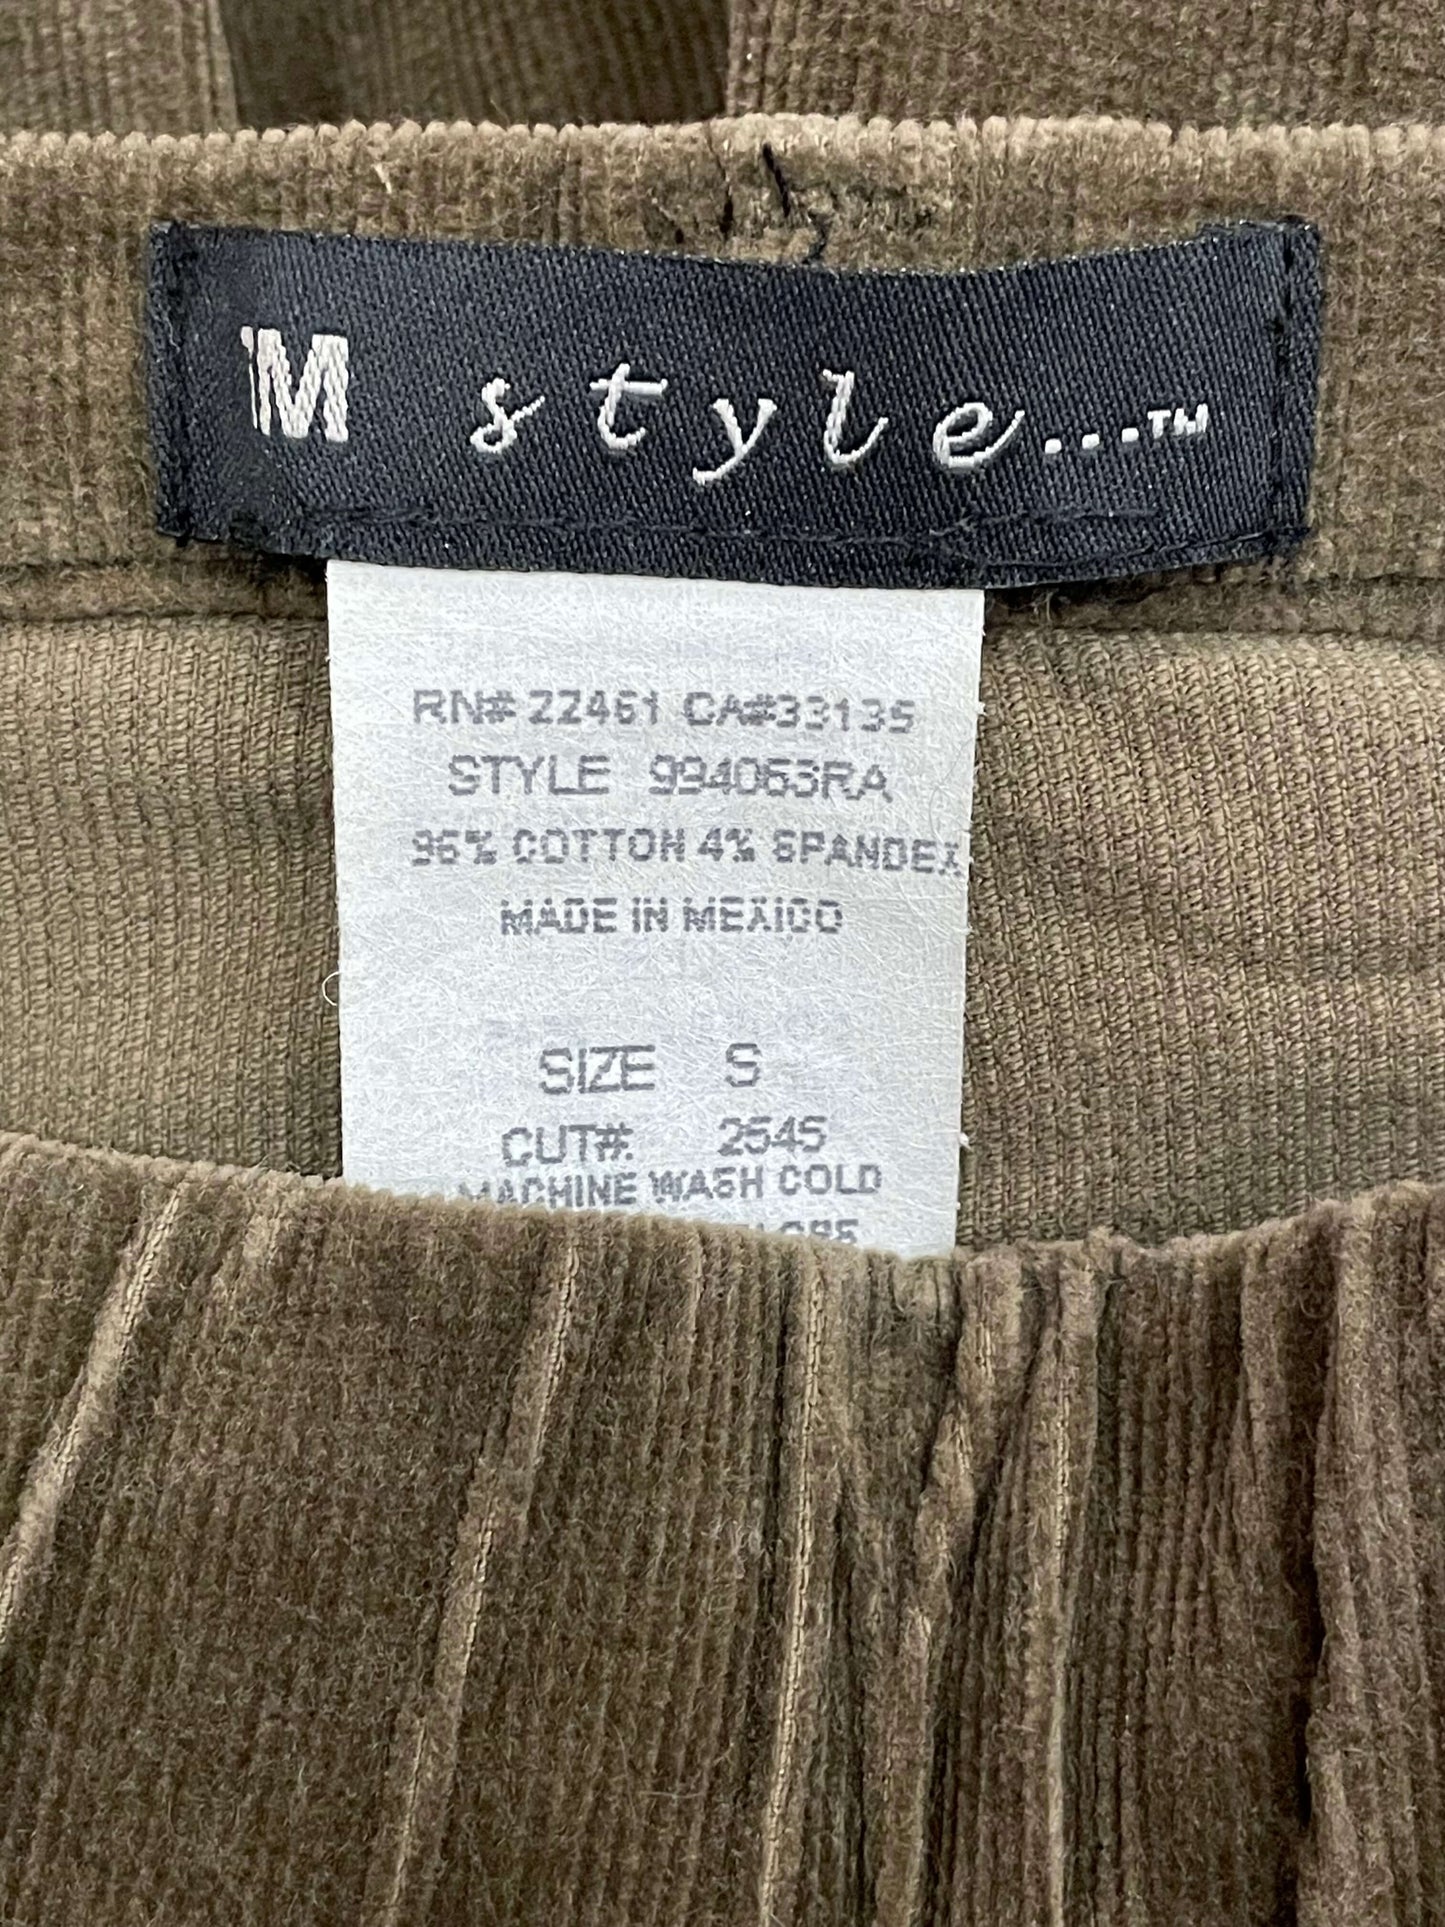 'M style...™
RN# 22461 CA#33135
STYLE 994063RA
96% COTTON 4% SPANDEX
MADE IN MEXICO
SIZE S
CUT#: 2545
MACHINE WASH COLD